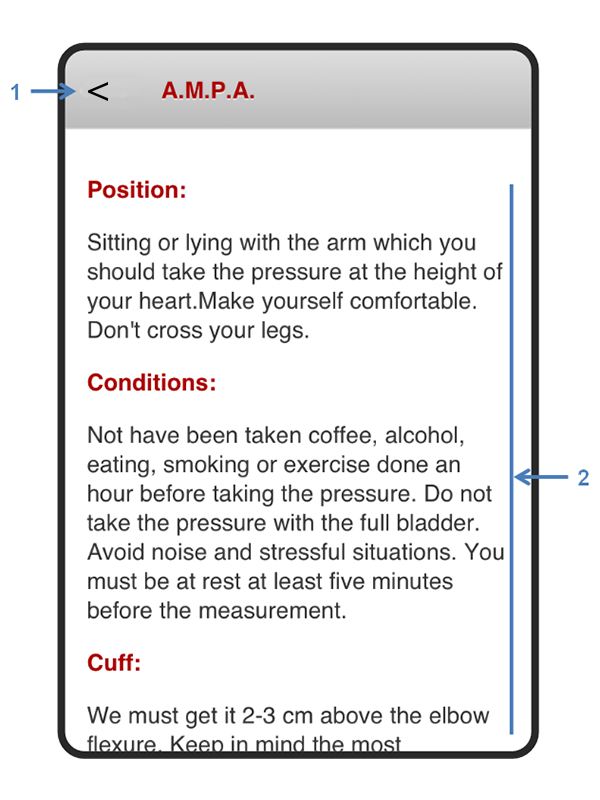 1
<
A.M.P.A.
Position:
Sitting or lying with the arm which you
should take the pressure at the height of
your heart.Make yourself comfortable.
Don't cross your legs.
Conditions:
Not have been taken coffee, alcohol,
eating, smoking or exercise done an
hour before taking the pressure. Do not
take the pressure with the full bladder.
Avoid noise and stressful situations. You
must be at rest at least five minutes
before the measurement.
2
Cuff:
We must get it 2-3 cm above the elbow
flexure. Keep in mind the most